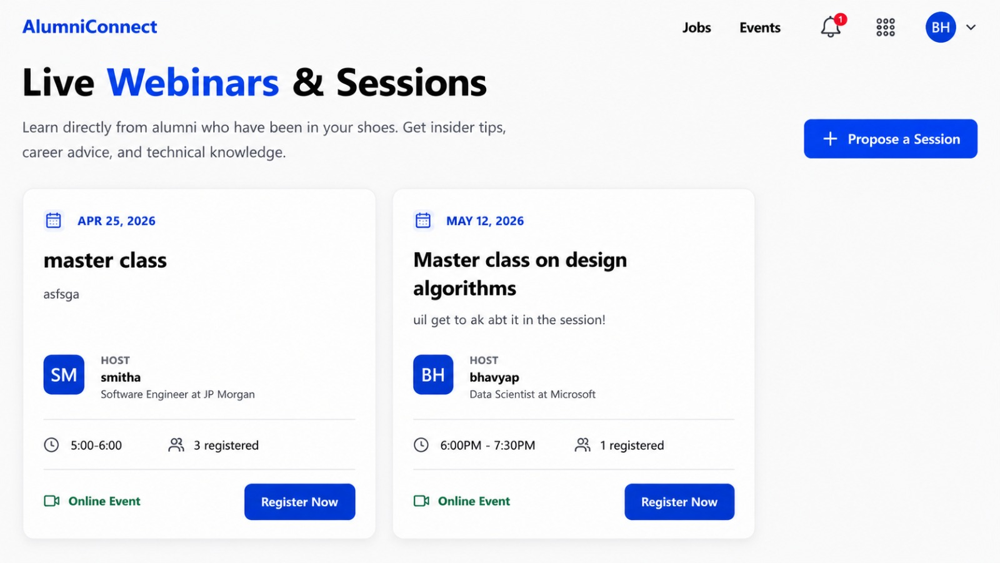 AlumniConnect
Jobs
Events
1
BH
Live Webinars & Sessions
Learn directly from alumni who have been in your shoes. Get insider tips,
career advice, and technical knowledge.
Propose a Session
APR 25, 2026
master class
asfsga
SM
HOST
smitha
Software Engineer at JP Morgan
5:00-6:00
3 registered
Online Event
Register Now
MAY 12, 2026
Master class on design
algorithms
uil get to ak abt it in the session!
BH
HOST
bhavyap
Data Scientist at Microsoft
6:00PM - 7:30PM
1 registered
Online Event
Register Now